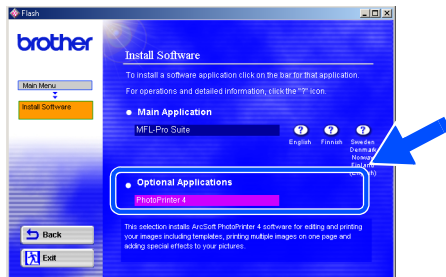 Flash
brother
Install Software
To install a software application click on the bar for that application.
For operations and detailed information, click the "?" icon.
Main Menu
Install Software
Main Application
MFL-Pro Suite
? ? ?
English Finnish Sweden
Denmark
Norway
Finland
(English)
Optional Applications
PhotoPrinter 4
This selection installs ArcSoft PhotoPrinter 4 software for editing and printing
your images including templates, printing multiple images on one page and
adding special effects to your pictures.
Back
Exit